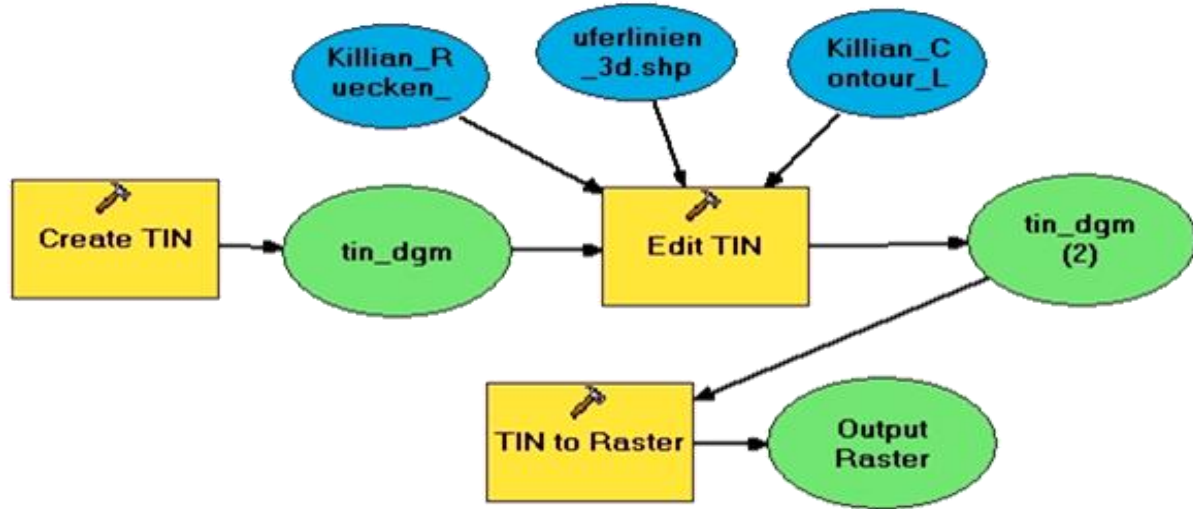 Killian_R
uecken_
uferlinien
_3d.shp
Killian_C
ontour_L
Create TIN
tin_dgm
Edit TIN
tin_dgm
(2)
TIN to Raster
Output
Raster